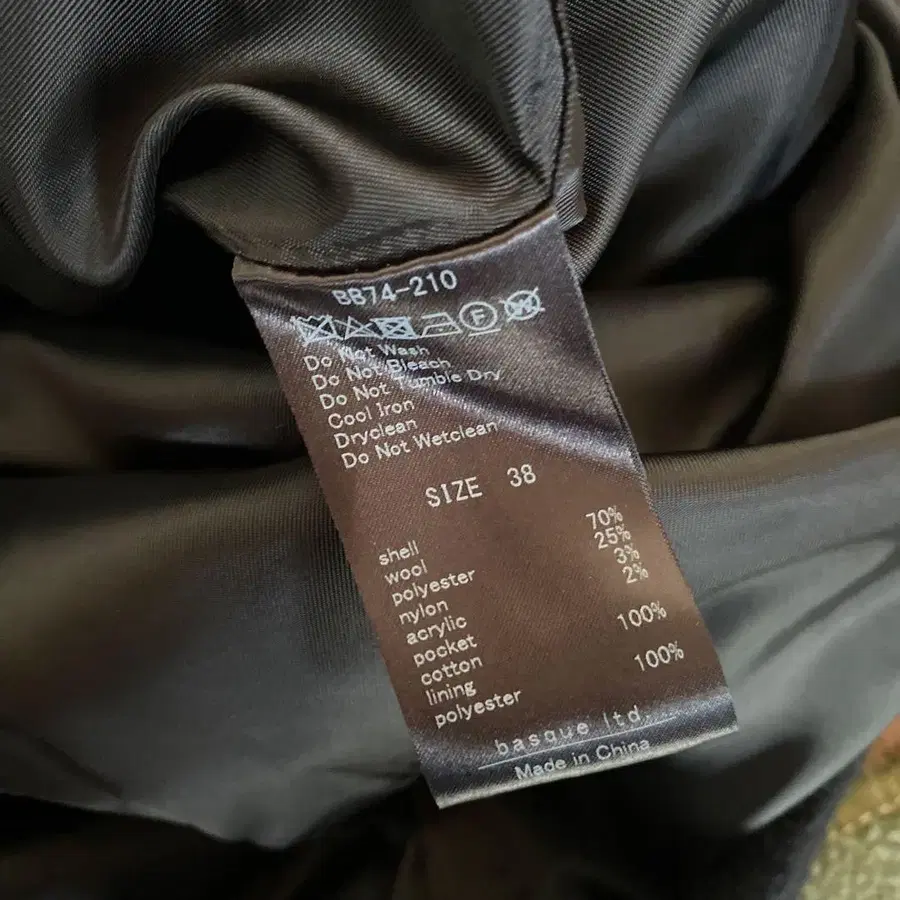 BB74-210
F W
Do Not Wash
Do Not Bleach
Do Not Tumble Dry
Cool Iron
Dryclean
Do Not Wetclean
SIZE 38
shell
wool 70%
polyester 25%
nylon 3%
acrylic 2%
pocket
cotton 100%
lining
polyester 100%
basque ltd.
Made in China